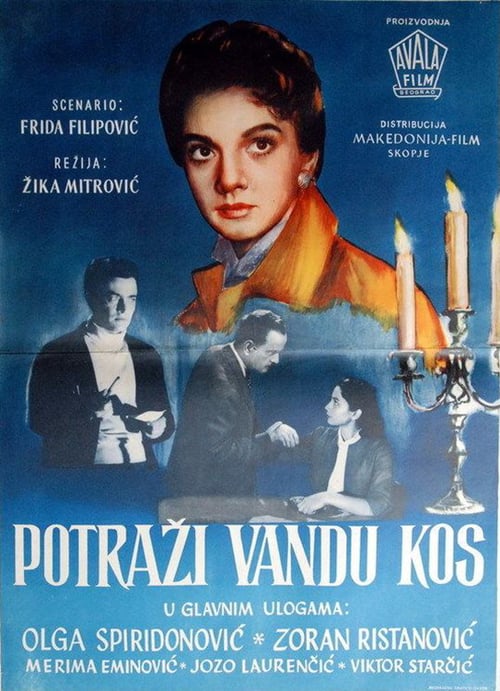 PROIZVODNJA
AVALA
FILM
BEOGRAD
SCENARIO:
FRIDA FILIPOVIĆ
REŽIJA:
ŽIKA MITROVIĆ
DISTRIBUCIJA
MAKEDONIJA-FILM
SKOPJE
POTRAŽI VANDU KOS
U GLAVNIM ULOGAMA:
OLGA SPIRIDONOVIĆ * ZORAN RISTANOVIĆ
MERIMA EMINOVIĆ * JOZO LAURENČIĆ * VIKTOR STARČIĆ